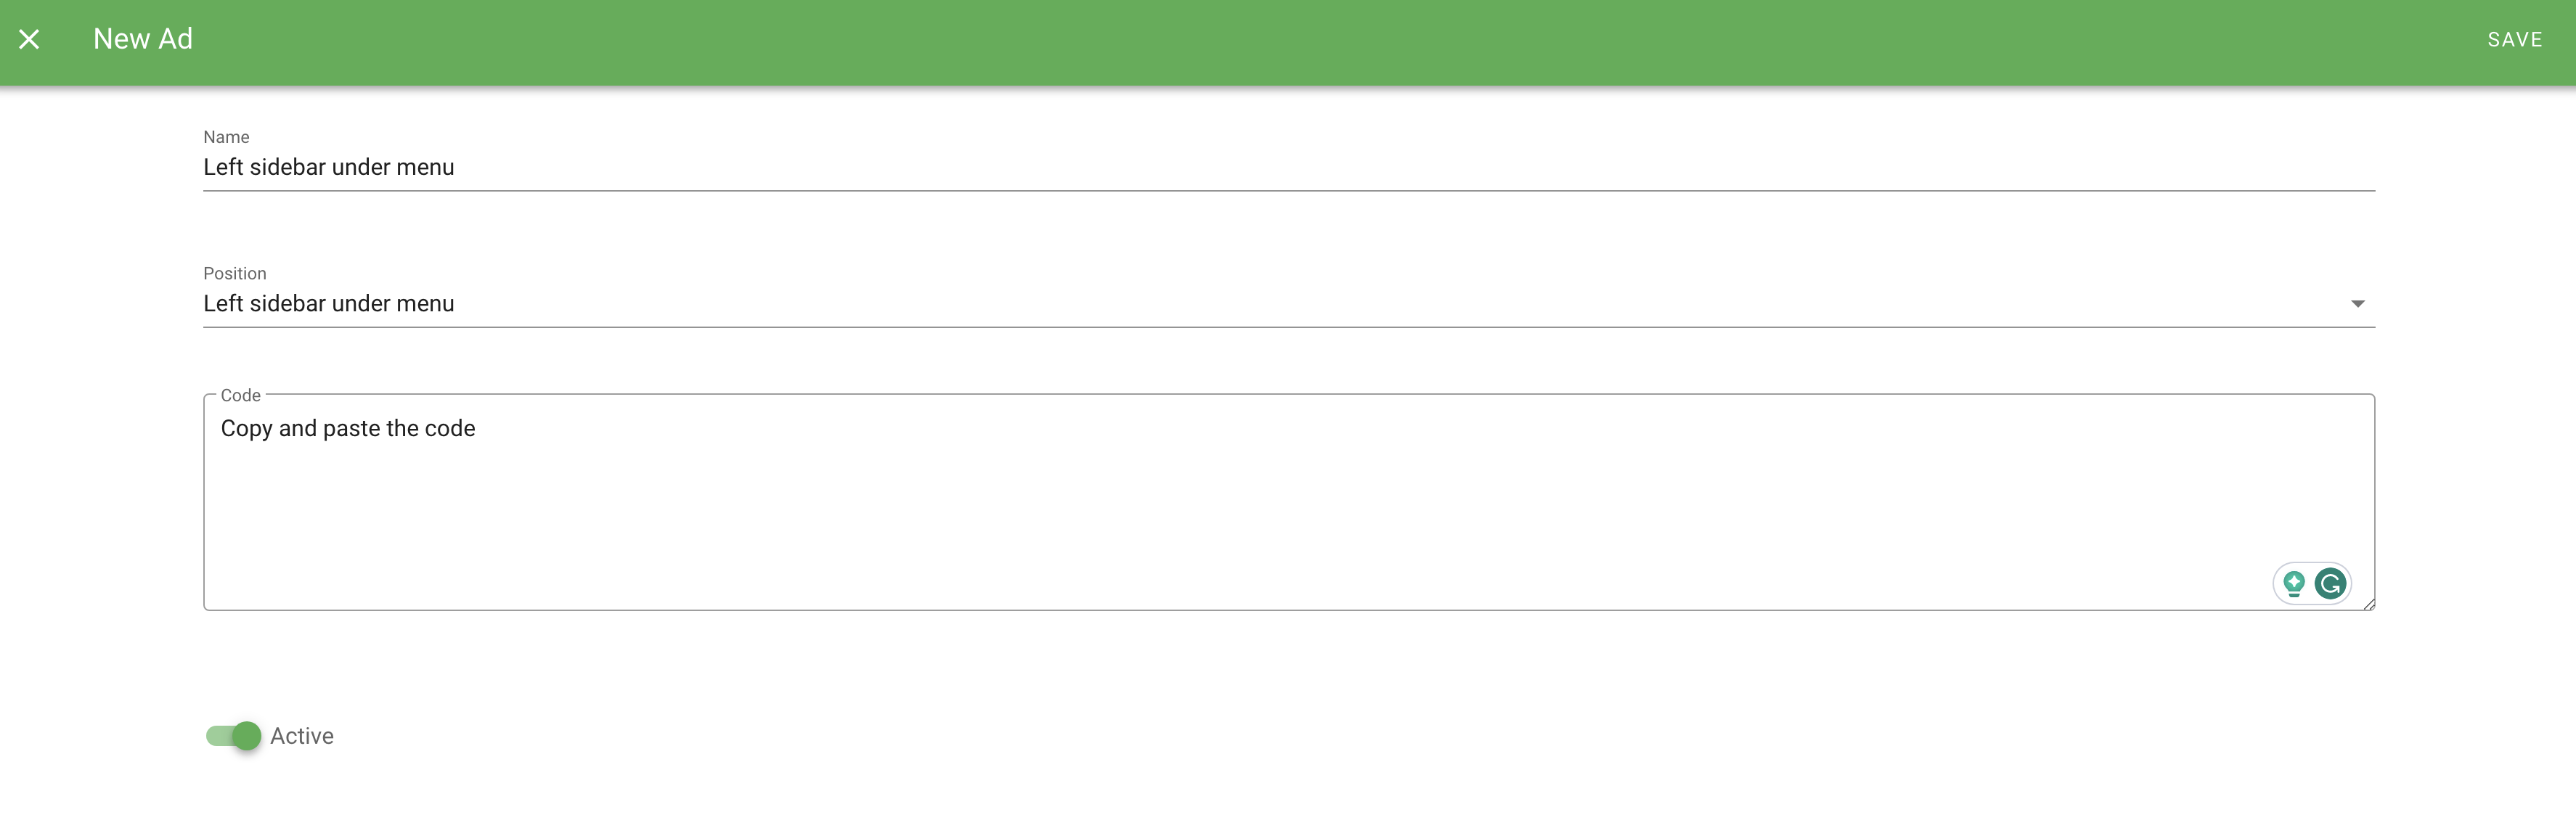 New Ad
SAVE
Name
Left sidebar under menu
Position
Left sidebar under menu
Code
Copy and paste the code
Active